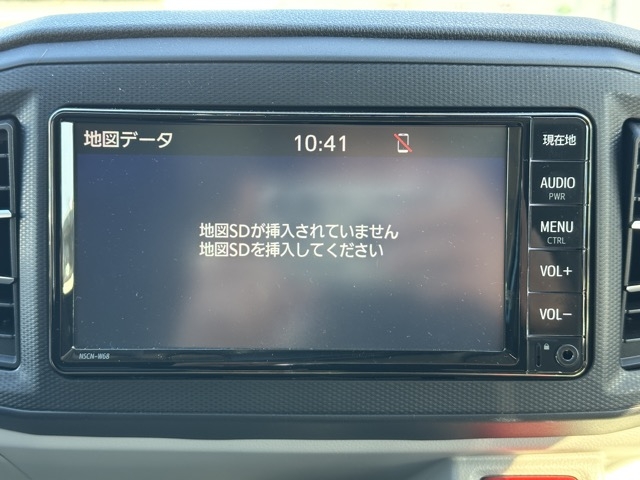 地図データ
10:41
地図SDが挿入されていません
地図SDを挿入してください
現在地
AUDIO
PWR
MENU
CTRL
VOL+
VOL−
NSCN-W68